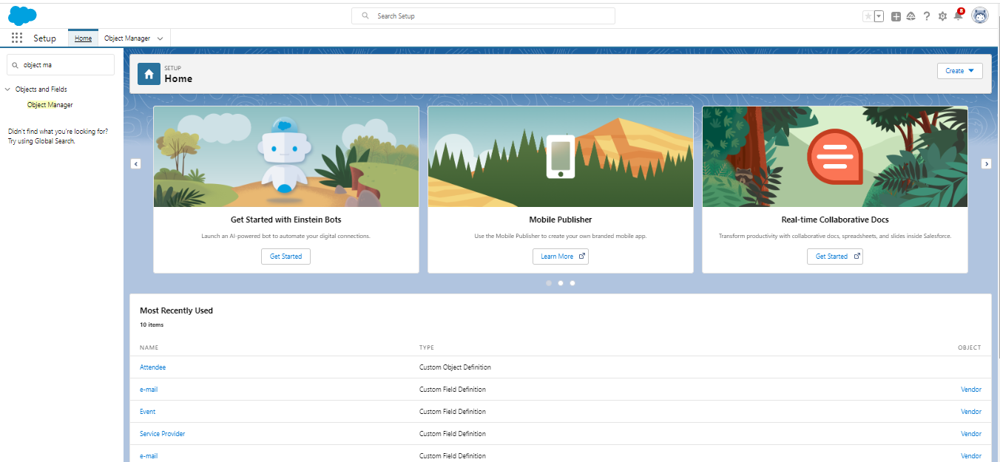 Search Setup
8
Setup
Home
Object Manager
object ma
Objects and Fields
Object Manager
Didn't find what you're looking for?
Try using Global Search.
SETUP
Home
Create
Get Started with Einstein Bots
Launch an AI-powered bot to automate your digital connections.
Get Started
Mobile Publisher
Use the Mobile Publisher to create your own branded mobile app.
Learn More
Real-time Collaborative Docs
Transform productivity with collaborative docs, spreadsheets, and slides inside Salesforce.
Get Started
Most Recently Used
10 items
NAME TYPE OBJECT
Attendee Custom Object Definition
e-mail Custom Field Definition Vendor
Event Custom Field Definition Vendor
Service Provider Custom Field Definition Vendor
e-mail Custom Field Definition Vendor